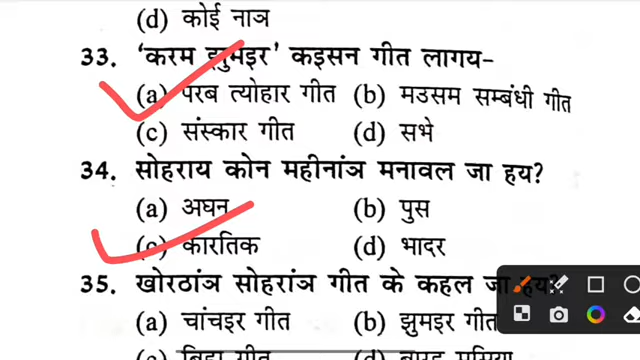 (d) कोई नाञ
33. 'करम झुमइर' कइसन गीत लागय-
(a) परब त्योहार गीत (b) मउसम सम्बंधी गीत
(c) संस्कार गीत (d) सभे
34. सोहराय कोन महीनांञ मनावल जा हय?
(a) अघन (b) पुस
(c) कारतिक (d) भादर
35. खोरठांञ सोहरांञ गीत के कहल जा हय?
(a) चांचइर गीत (b) झुमइर गीत
गीत